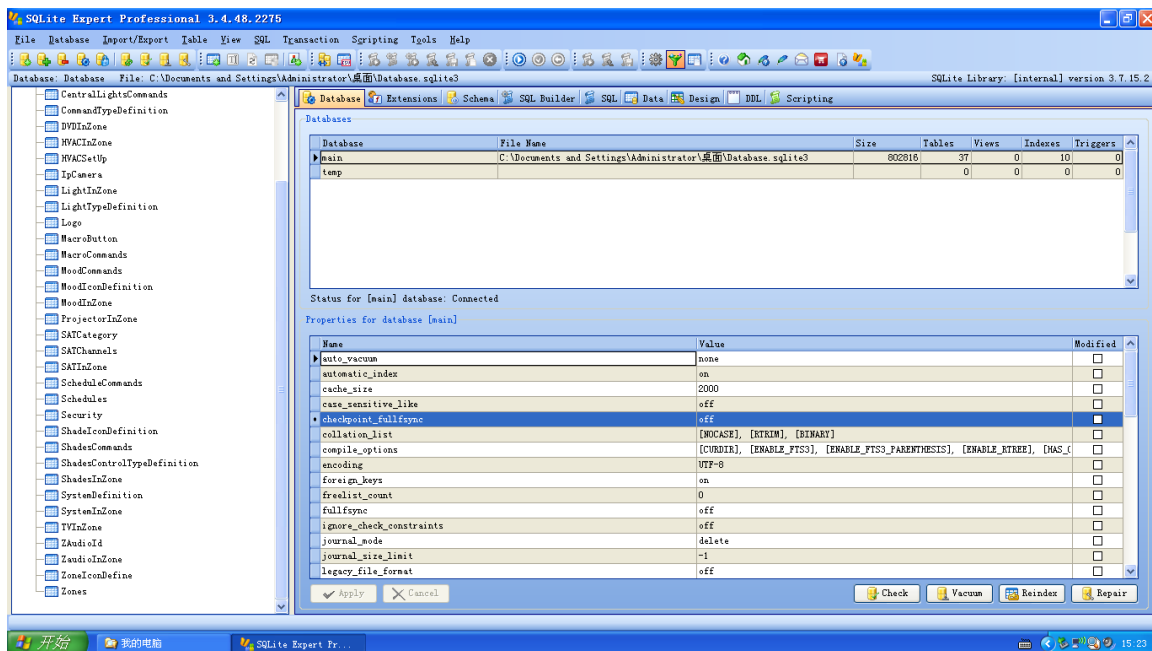 SQLite Expert Professional 3.4.48.2275
File Database Import/Export Table View SQL Transaction Scripting Tools Help
Database: Database File: C:\Documents and Settings\Administrator\桌面\Database.sqlite3 SQLite Library: [internal] version 3.7.15.2
CentralLightsCommands
CommandTypeDefinition
DVDInZone
HVACInZone
HVACSetUp
IpCamera
LightInZone
LightTypeDefinition
Logo
MacroButton
MacroCommands
MoodCommands
MoodIconDefinition
MoodInZone
ProjectorInZone
SATCategory
SATChannels
SATInZone
ScheduleCommands
Schedules
Security
ShadeIconDefinition
ShadesCommands
ShadesControlTypeDefinition
ShadesInZone
SystemDefinition
SystemInZone
TVInZone
ZAudioId
ZaudioInZone
ZoneIconDefine
Zones
Database Extensions Schema SQL Builder SQL Data Design DDL Scripting
Databases
Database File Name Size Tables Views Indexes Triggers
main C:\Documents and Settings\Administrator\桌面\Database.sqlite3 802816 37 0 10 0
temp 0 0 0 0
Status for [main] database: Connected
Properties for database [main]
Name Value Modified
auto_vacuum none
automatic_index on
cache_size 2000
case_sensitive_like off
checkpoint_fullfsync off
collation_list [NOCASE], [RTRIM], [BINARY]
compile_options [CURDIR], [ENABLE_FTS3], [ENABLE_FTS3_PARENTHESIS], [ENABLE_RTREE], [HAS_C
encoding UTF-8
foreign_keys on
freelist_count 0
fullfsync off
ignore_check_constraints off
journal_mode delete
journal_size_limit -1
legacy_file_format off
Apply Cancel Check Vacuum Reindex Repair
开始 我的电脑 SQLite Expert Pr... 15:23